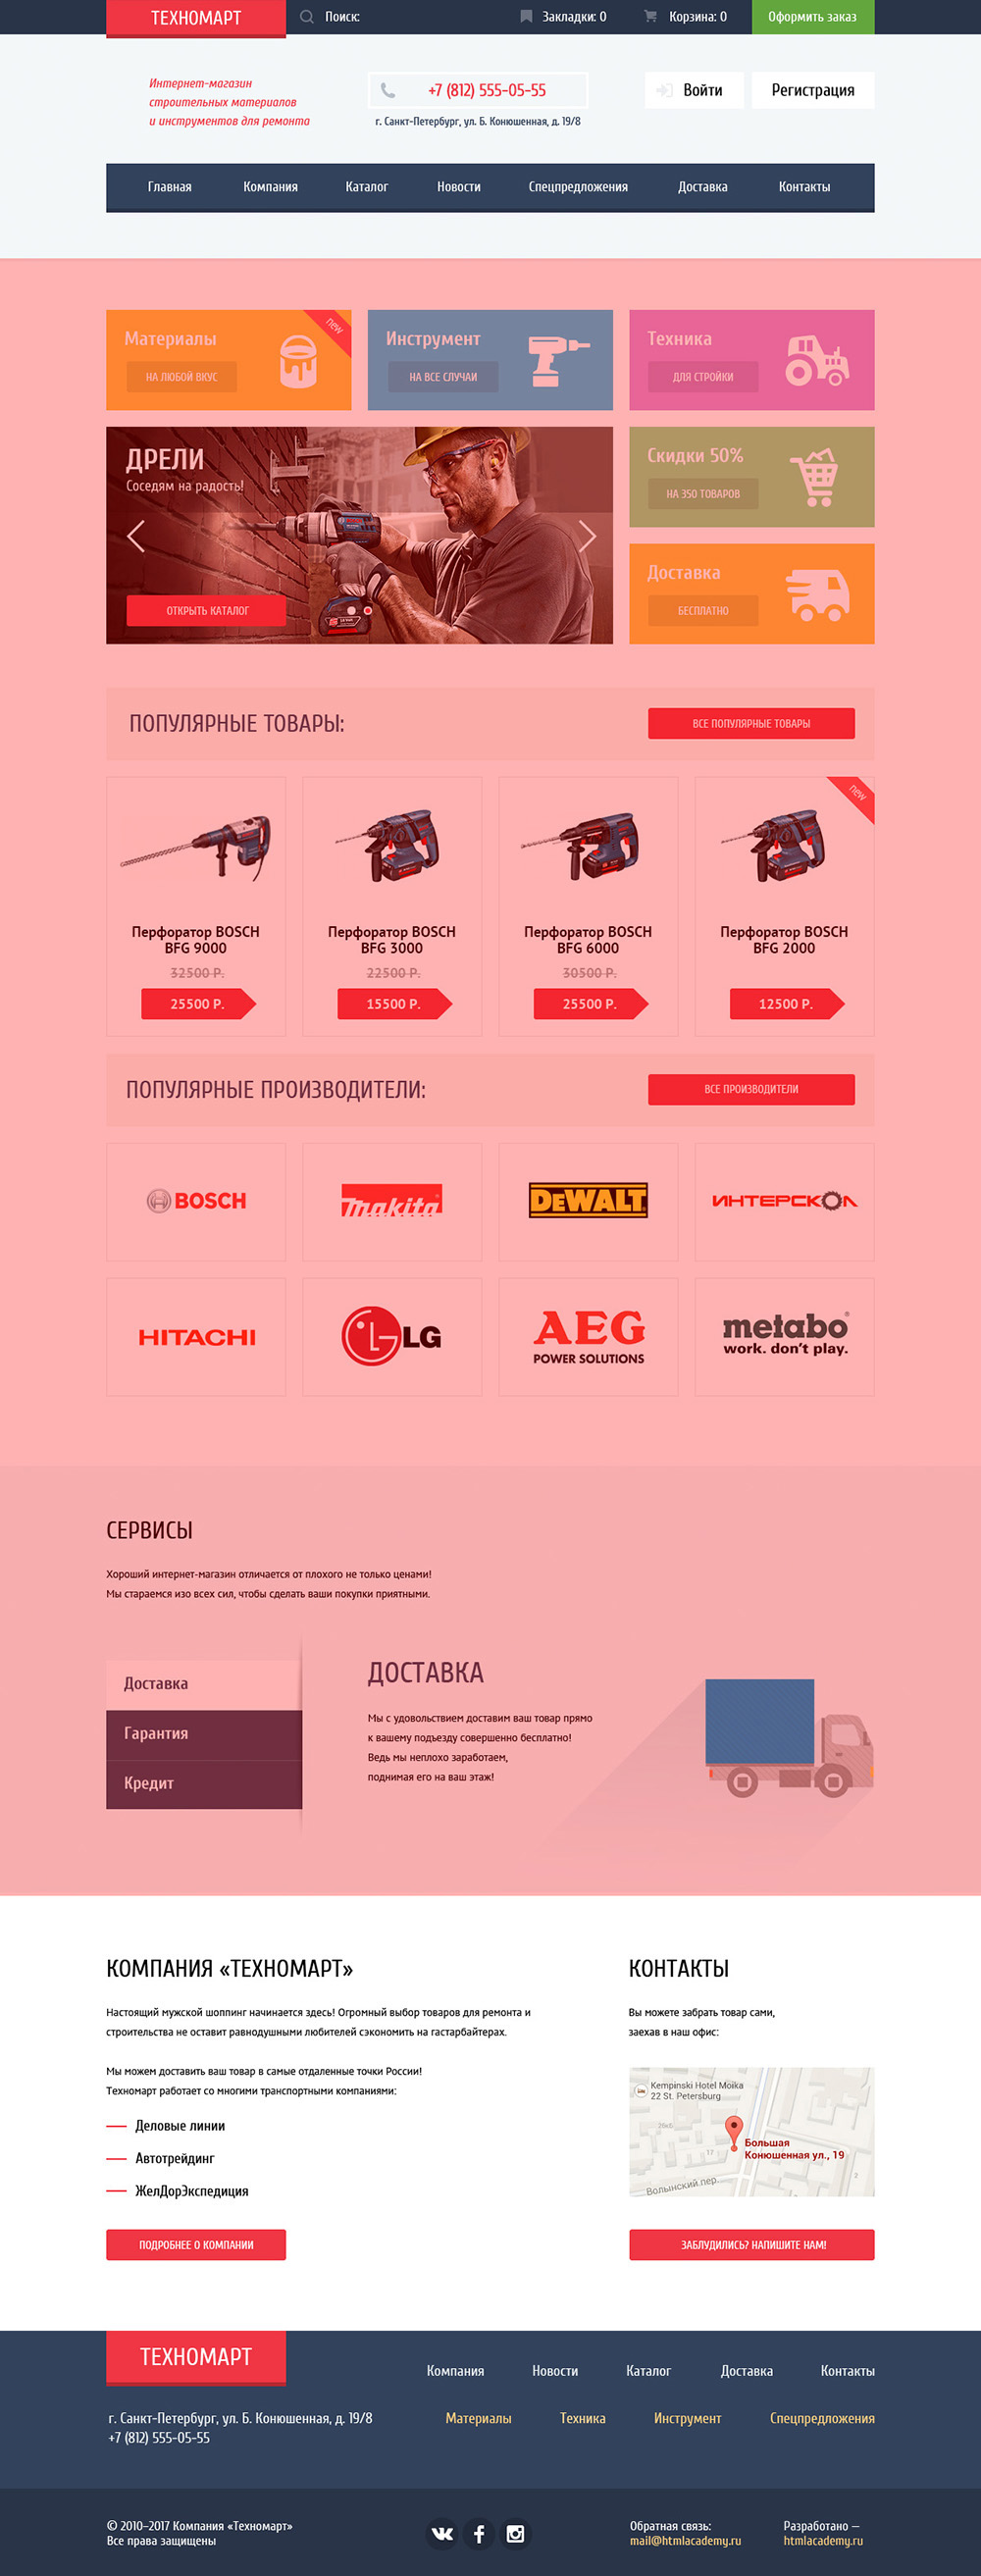 ТЕХНОМАРТ
Поиск:
Закладки: 0
Корзина: 0
Оформить заказ
Интернет-магазин
строительных материалов
и инструментов для ремонта
+7 (812) 555-05-55
г. Санкт-Петербург, ул. Б. Конюшенная, д. 19/8
Войти
Регистрация
Главная
Компания
Каталог
Новости
Спецпредложения
Доставка
Контакты
Материалы
НА ЛЮБОЙ ВКУС
new
Инструмент
НА ВСЕ СЛУЧАИ
Техника
ДЛЯ СТРОЙКИ
ДРЕЛИ
Соседям на радость!
ОТКРЫТЬ КАТАЛОГ
Скидки 50%
НА 350 ТОВАРОВ
Доставка
БЕСПЛАТНО
ПОПУЛЯРНЫЕ ТОВАРЫ:
ВСЕ ПОПУЛЯРНЫЕ ТОВАРЫ
new
Перфоратор BOSCH
BFG 9000
32500 Р.
25500 Р.
Перфоратор BOSCH
BFG 3000
22500 Р.
15500 Р.
Перфоратор BOSCH
BFG 6000
30500 Р.
25500 Р.
Перфоратор BOSCH
BFG 2000
12500 Р.
ПОПУЛЯРНЫЕ ПРОИЗВОДИТЕЛИ:
ВСЕ ПРОИЗВОДИТЕЛИ
BOSCH
makita
DEWALT
ИНТЕРСКОЛ
HITACHI
LG
AEG
POWER SOLUTIONS
metabo®
work. don't play.
СЕРВИСЫ
Хороший интернет-магазин отличается от плохого не только ценами!
Мы стараемся изо всех сил, чтобы сделать ваши покупки приятными.
Доставка
Гарантия
Кредит
ДОСТАВКА
Мы с удовольствием доставим ваш товар прямо
к вашему подъезду совершенно бесплатно!
Ведь мы неплохо заработаем,
поднимая его на ваш этаж!
КОМПАНИЯ «ТЕХНОМАРТ»
Настоящий мужской шоппинг начинается здесь! Огромный выбор товаров для ремонта и
строительства не оставит равнодушными любителей сэкономить на гастарбайтерах.
Мы можем доставить ваш товар в самые отдаленные точки России!
Техномарт работает со многими транспортными компаниями:
Деловые линии
Автотрейдинг
ЖелДорЭкспедиция
ПОДРОБНЕЕ О КОМПАНИИ
КОНТАКТЫ
Вы можете забрать товар сами,
заехав в наш офис:
Kempinski Hotel Moika
22 St. Petersburg
Большая
Конюшенная ул., 19
17
2
Волынский пер.
ЗАБЛУДИЛИСЬ? НАПИШИТЕ НАМ!
ТЕХНОМАРТ
Компания
Новости
Каталог
Доставка
Контакты
г. Санкт-Петербург, ул. Б. Конюшенная, д. 19/8
+7 (812) 555-05-55
Материалы
Техника
Инструмент
Спецпредложения
© 2010–2017 Компания «Техномарт»
Все права защищены
Обратная связь:
mail@htmlacademy.ru
Разработано —
htmlacademy.ru